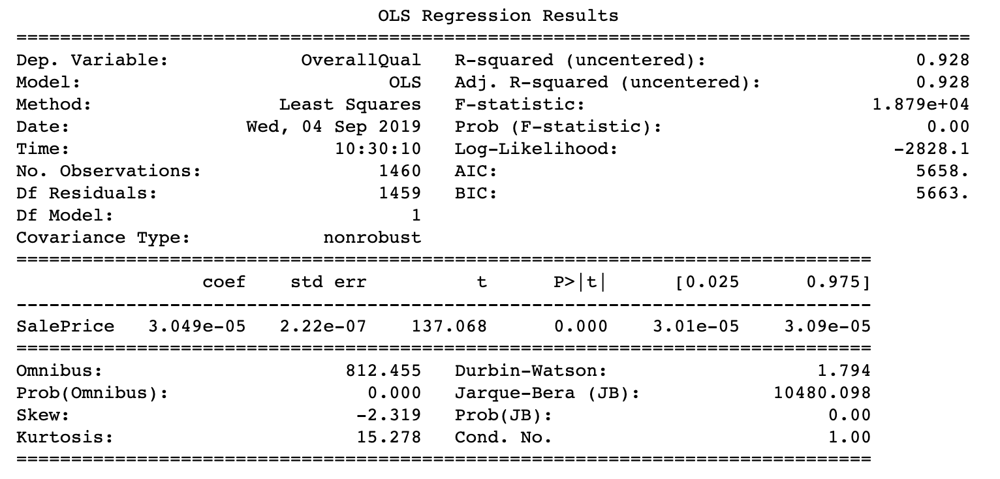 OLS Regression Results
=======================================================================================
Dep. Variable: OverallQual R-squared (uncentered): 0.928
Model: OLS Adj. R-squared (uncentered): 0.928
Method: Least Squares F-statistic: 1.879e+04
Date: Wed, 04 Sep 2019 Prob (F-statistic): 0.00
Time: 10:30:10 Log-Likelihood: -2828.1
No. Observations: 1460 AIC: 5658.
Df Residuals: 1459 BIC: 5663.
Df Model: 1
Covariance Type: nonrobust
==============================================================================
coef std err t P>|t| [0.025 0.975]
------------------------------------------------------------------------------
SalePrice 3.049e-05 2.22e-07 137.068 0.000 3.01e-05 3.09e-05
==============================================================================
Omnibus: 812.455 Durbin-Watson: 1.794
Prob(Omnibus): 0.000 Jarque-Bera (JB): 10480.098
Skew: -2.319 Prob(JB): 0.00
Kurtosis: 15.278 Cond. No. 1.00
==============================================================================